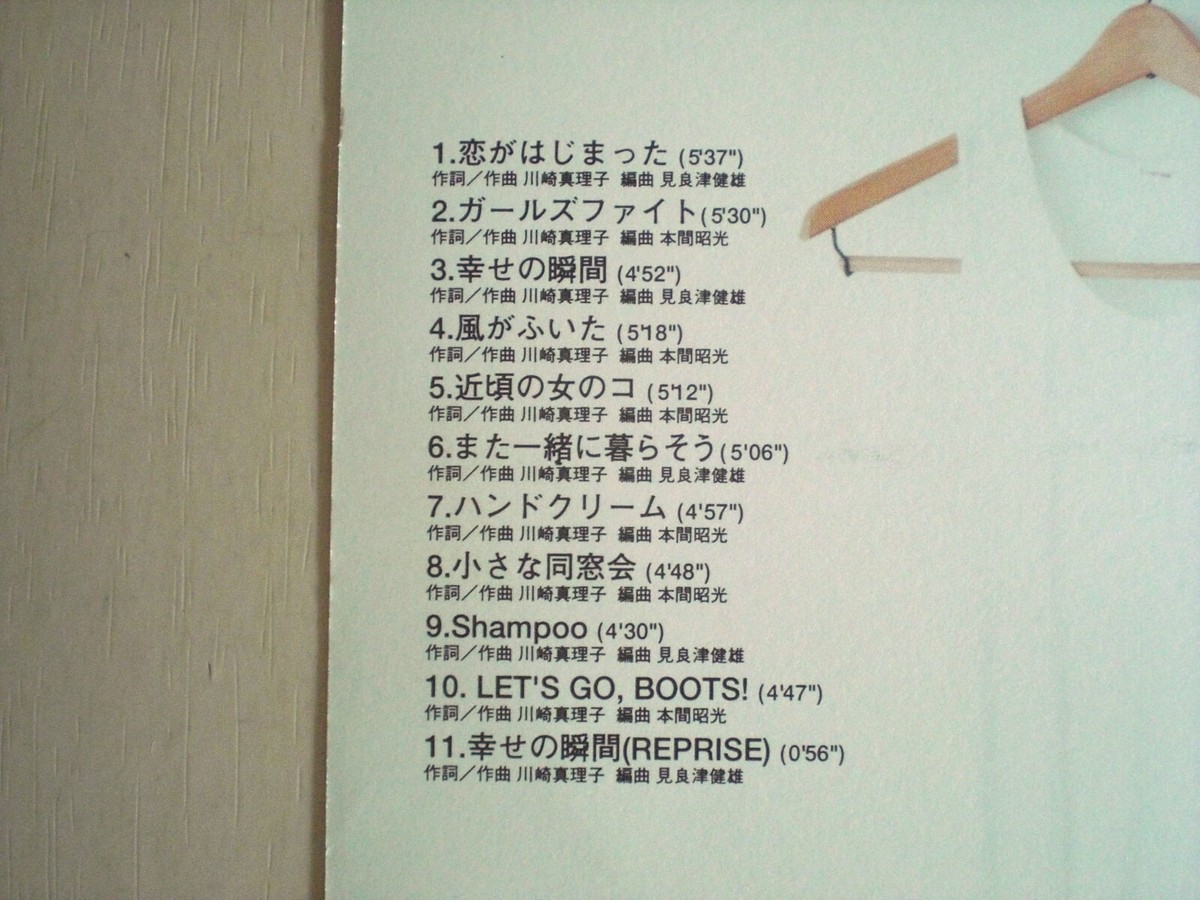 1.恋がはじまった (5'37")
作詞／作曲 川崎真理子 編曲 見良津健雄
2.ガールズファイト(5'30")
作詞／作曲 川崎真理子 編曲 本間昭光
3.幸せの瞬間 (4'52")
作詞／作曲 川崎真理子 編曲 見良津健雄
4.風がふいた (5'18")
作詞／作曲 川崎真理子 編曲 本間昭光
5.近頃の女のコ (5'12")
作詞／作曲 川崎真理子 編曲 本間昭光
6.また一緒に暮らそう(5'06")
作詞／作曲 川崎真理子 編曲 見良津健雄
7.ハンドクリーム (4'57")
作詞／作曲 川崎真理子 編曲 本間昭光
8.小さな同窓会 (4'48")
作詞／作曲 川崎真理子 編曲 本間昭光
9.Shampoo (4'30")
作詞／作曲 川崎真理子 編曲 見良津健雄
10. LET'S GO, BOOTS! (4'47")
作詞／作曲 川崎真理子 編曲 本間昭光
11.幸せの瞬間(REPRISE) (0'56")
作詞／作曲 川崎真理子 編曲 見良津健雄